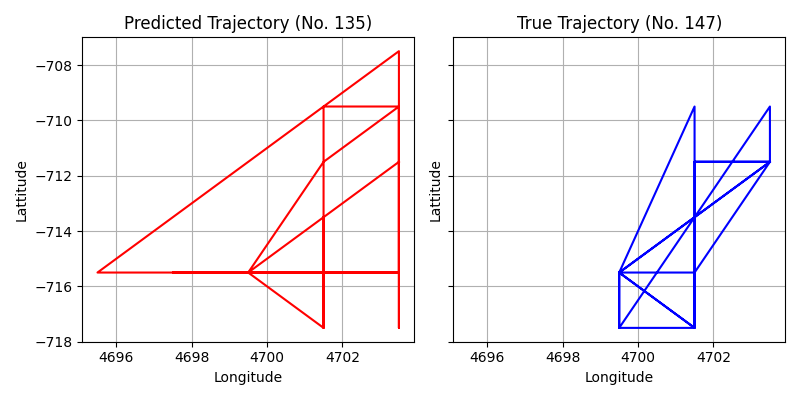 Predicted Trajectory (No. 135)
True Trajectory (No. 147)
−708
−710
−712
−714
−716
−718
Lattitude
Lattitude
4696 4698 4700 4702
4696 4698 4700 4702
Longitude
Longitude